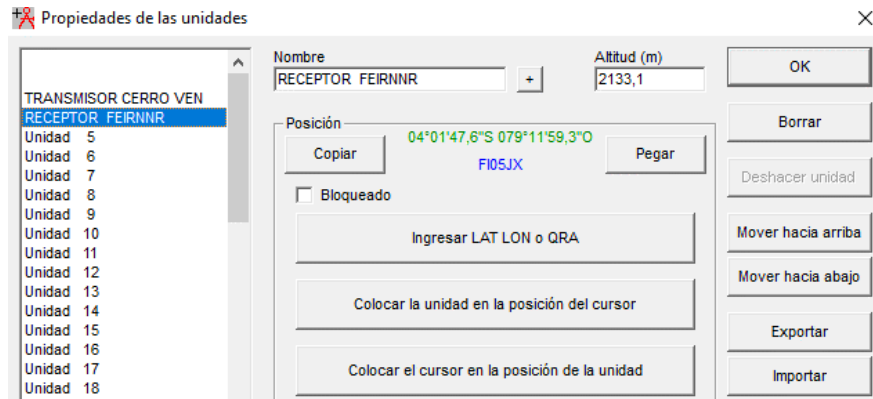 Propiedades de las unidades
TRANSMISOR CERRO VEN
RECEPTOR FEIRNNR
Unidad 5
Unidad 6
Unidad 7
Unidad 8
Unidad 9
Unidad 10
Unidad 11
Unidad 12
Unidad 13
Unidad 14
Unidad 15
Unidad 16
Unidad 17
Unidad 18
Nombre
RECEPTOR FEIRNNR
+
Altitud (m)
2133,1
Posición
Copiar
04°01'47,6"S 079°11'59,3"O
FI05JX
Pegar
Bloqueado
Ingresar LAT LON o QRA
Colocar la unidad en la posición del cursor
Colocar el cursor en la posición de la unidad
OK
Borrar
Deshacer unidad
Mover hacia arriba
Mover hacia abajo
Exportar
Importar